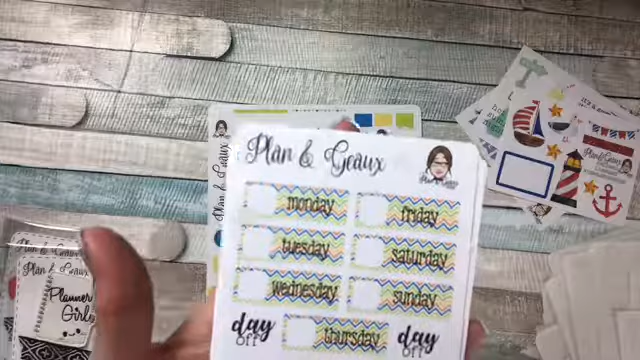 Plan & Geaux
monday
friday
tuesday
saturday
wednesday
sunday
day
off
thursday
day
off
Plan & Geaux
Planner
Girl